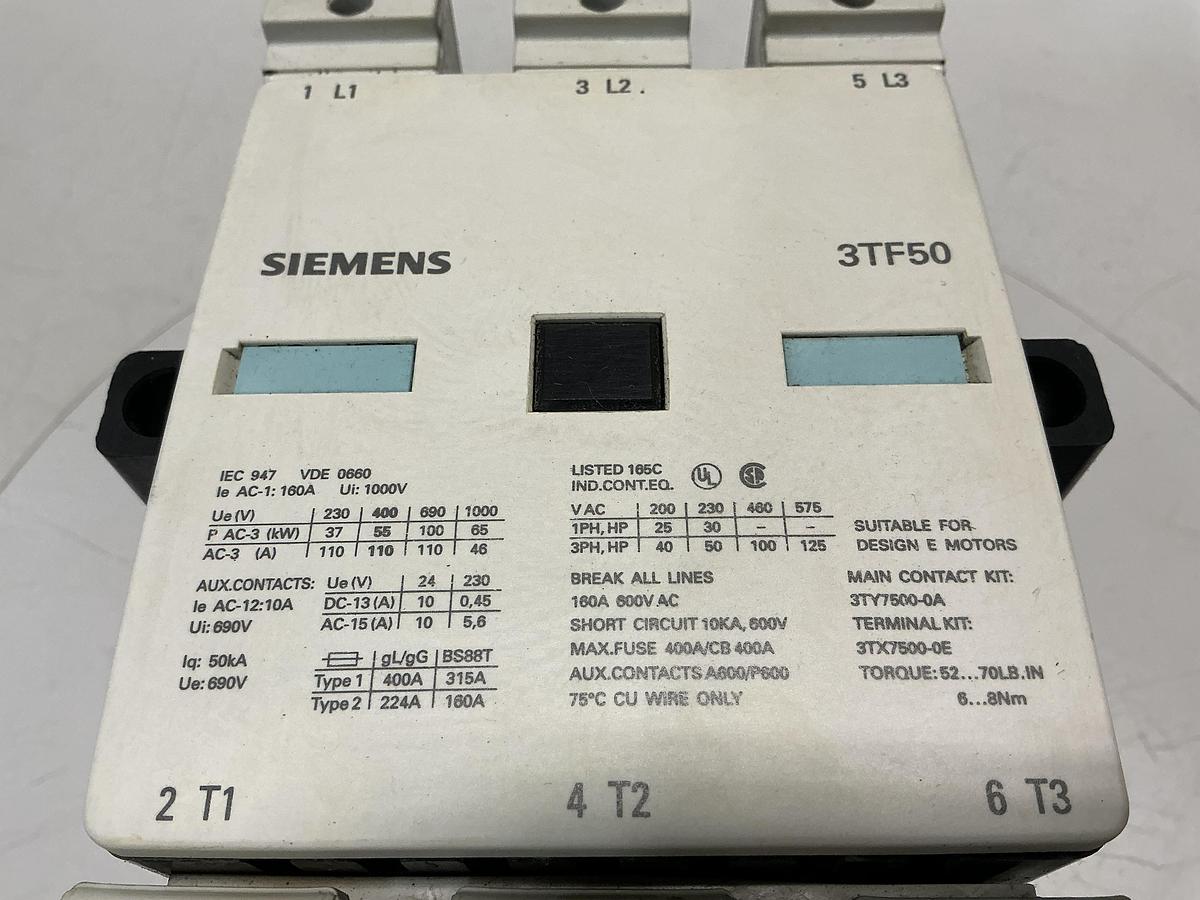 1 L1 3 L2 . 5 L3
SIEMENS
3TF50
IEC 947 VDE 0660
Ie AC-1: 160A Ui: 1000V
Ue (V) 230 400 690 1000
P AC-3 (kW) 37 55 100 65
AC-3 (A) 110 110 110 46
AUX.CONTACTS: Ue (V) 24 230
Ie AC-12:10A DC-13 (A) 10 0,45
Ui: 690V AC-15 (A) 10 5,6
Iq: 50kA gL/gG BS88T
Ue: 690V Type 1 400A 315A
Type 2 224A 160A
LISTED 165C UL
IND.CONT.EQ.
V AC 200 230 460 575
1PH, HP 25 30 – –
3PH, HP 40 50 100 125
SUITABLE FOR
DESIGN E MOTORS
BREAK ALL LINES
160A 600V AC
SHORT CIRCUIT 10KA, 600V
MAX.FUSE 400A/CB 400A
AUX.CONTACTS A600/P600
75°C CU WIRE ONLY
MAIN CONTACT KIT:
3TY7500-0A
TERMINAL KIT:
3TX7500-0E
TORQUE: 52...70LB.IN
6...8Nm
2 T1 4 T2 6 T3